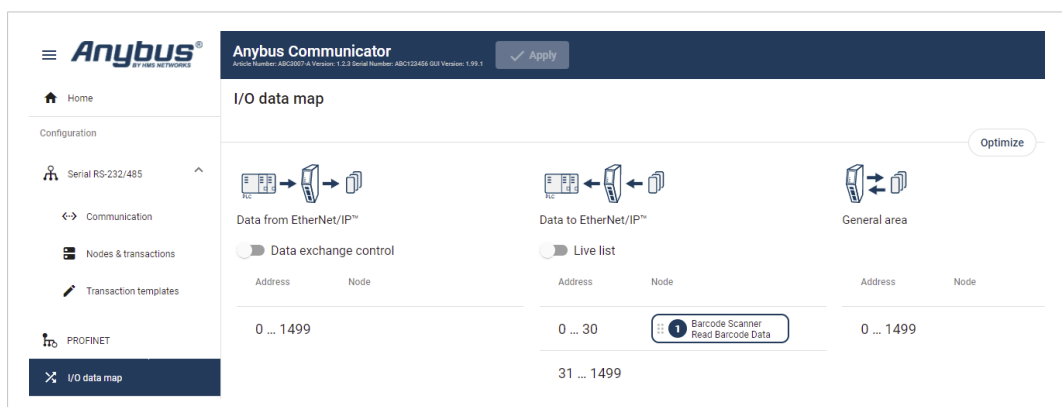 Anybus®
BY HMS NETWORKS
Anybus Communicator
Article Number: ABC3007-A Version: 1.2.3 Serial Number: ABC123456 GUI Version: 1.99.1
Apply
Home
I/O data map
Configuration
Optimize
Serial RS-232/485
PLC
PLC
Data from EtherNet/IP™
Data to EtherNet/IP™
General area
Communication
Data exchange control
Live list
Nodes & transactions
Address Node
Address Node
Address Node
Transaction templates
0 ... 1499
0 ... 30
1
Barcode Scanner
Read Barcode Data
0 ... 1499
PROFINET
31 ... 1499
I/O data map